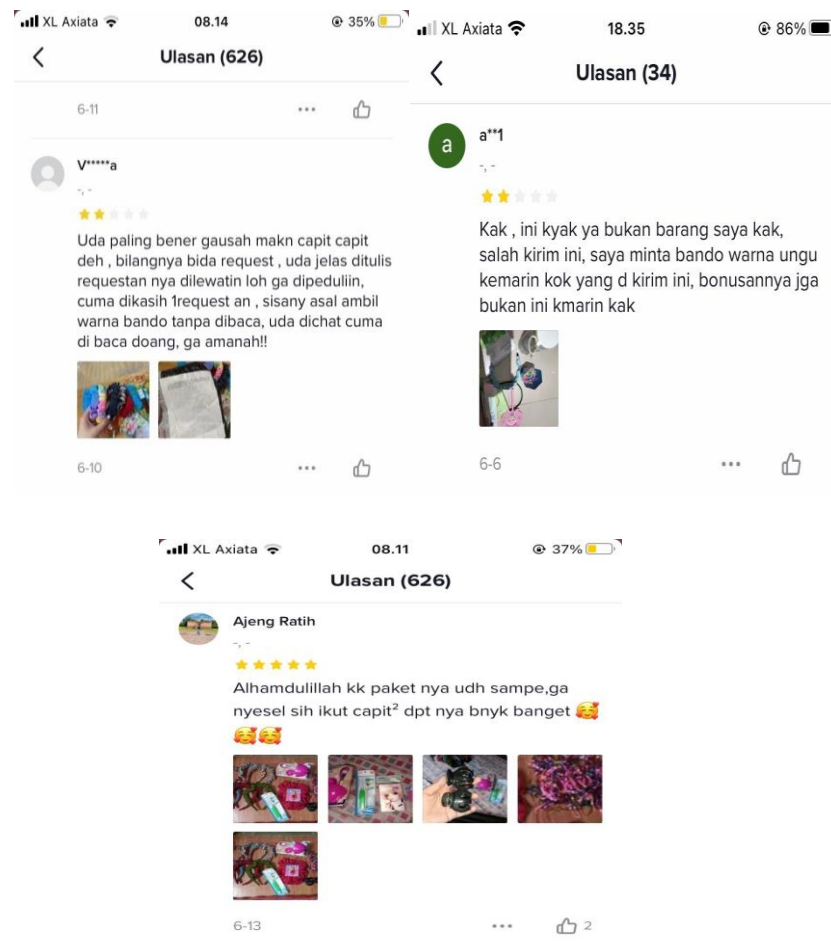 XL Axiata 08.14 35%
Ulasan (626)
6-11
V*****a
-, -
Uda paling bener gausah makn capit capit
deh , bilangnya bida request , uda jelas ditulis
requestan nya dilewatin loh ga dipeduliin,
cuma dikasih 1request an , sisany asal ambil
warna bando tanpa dibaca, uda dichat cuma
di baca doang, ga amanah!!
6-10
XL Axiata 18.35 86%
Ulasan (34)
a
a**1
-, -
Kak , ini kyak ya bukan barang saya kak,
salah kirim ini, saya minta bando warna ungu
kemarin kok yang d kirim ini, bonusannya jga
bukan ini kmarin kak
6-6
XL Axiata 08.11 37%
Ulasan (626)
Ajeng Ratih
-, -
Alhamdulillah kk paket nya udh sampe,ga
nyesel sih ikut capit² dpt nya bnyk banget 🥰
🥰🥰
6-13 2